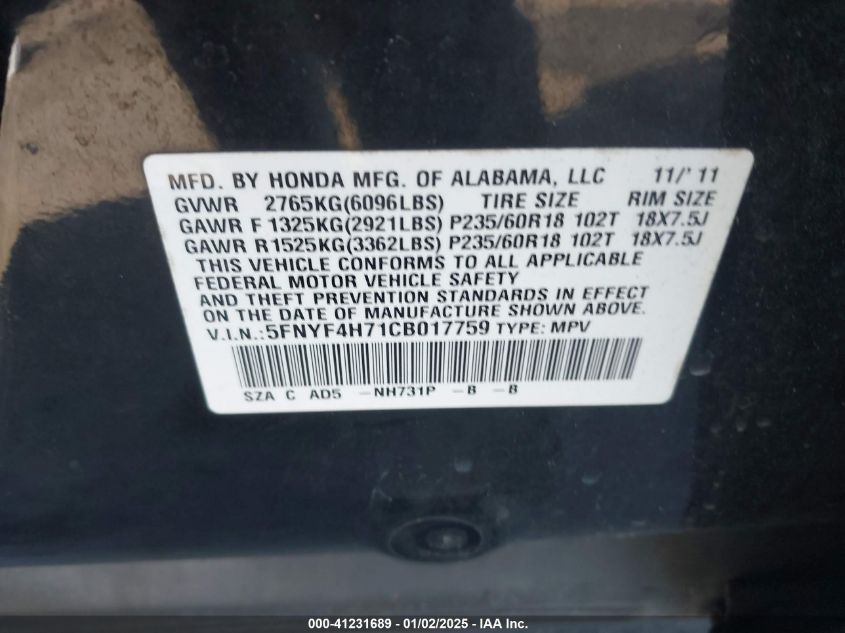 MFD. BY HONDA MFG. OF ALABAMA, LLC 11/' 11
GVWR 2765KG(6096LBS) TIRE SIZE RIM SIZE
GAWR F 1325KG(2921LBS) P235/60R18 102T 18X7.5J
GAWR R1525KG(3362LBS) P235/60R18 102T 18X7.5J
THIS VEHICLE CONFORMS TO ALL APPLICABLE
FEDERAL MOTOR VEHICLE SAFETY
AND THEFT PREVENTION STANDARDS IN EFFECT
ON THE DATE OF MANUFACTURE SHOWN ABOVE.
V.I.N.:5FNYF4H71CB017759 TYPE: MPV
SZA C AD5 -NH731P -B -B
000-41231689 - 01/02/2025 - IAA Inc.